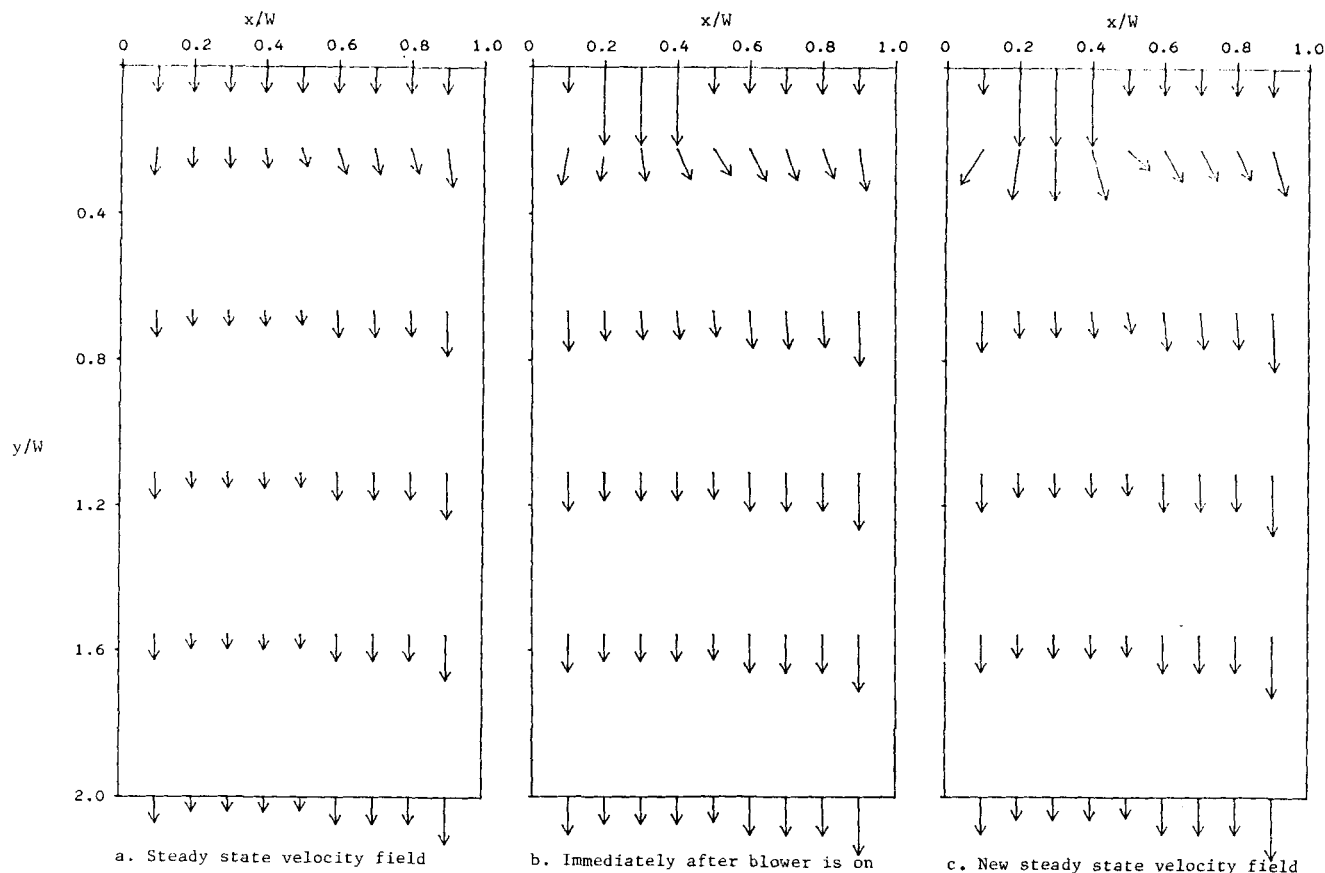 x/W x/W x/W
0 0.2 0.4 0.6 0.8 1.0 0 0.2 0.4 0.6 0.8 1.0 0 0.2 0.4 0.6 0.8 1.0
0.4
0.8
y/W
1.2
1.6
2.0
a. Steady state velocity field
b. Immediately after blower is on
c. New steady state velocity field